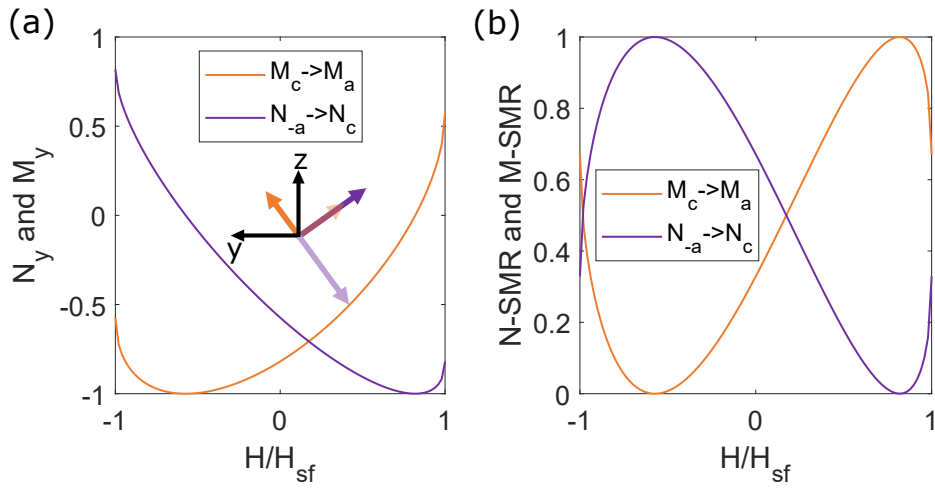 (a)
1
0.5
0
-0.5
-1
N_y and M_y
M_c->M_a
N_-a->N_c
z
y
-1
0
1
H/H_sf
(b)
1
0.8
0.6
0.4
0.2
0
N-SMR and M-SMR
M_c->M_a
N_-a->N_c
-1
0
1
H/H_sf